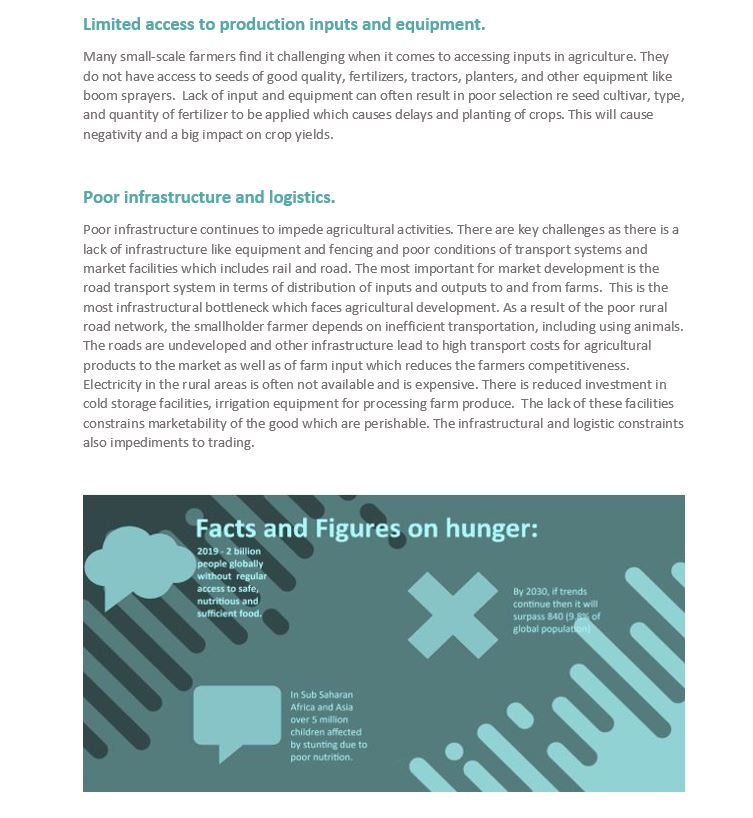 Limited access to production inputs and equipment.
Many small-scale farmers find it challenging when it comes to accessing inputs in agriculture. They
do not have access to seeds of good quality, fertilizers, tractors, planters, and other equipment like
boom sprayers. Lack of input and equipment can often result in poor selection re seed cultivar, type,
and quantity of fertilizer to be applied which causes delays and planting of crops. This will cause
negativity and a big impact on crop yields.
Poor infrastructure and logistics.
Poor infrastructure continues to impede agricultural activities. There are key challenges as there is a
lack of infrastructure like equipment and fencing and poor conditions of transport systems and
market facilities which includes rail and road. The most important for market development is the
road transport system in terms of distribution of inputs and outputs to and from farms. This is the
most infrastructural bottleneck which faces agricultural development. As a result of the poor rural
road network, the smallholder farmer depends on inefficient transportation, including using animals.
The roads are undeveloped and other infrastructure lead to high transport costs for agricultural
products to the market as well as of farm input which reduces the farmers competitiveness.
Electricity in the rural areas is often not available and is expensive. There is reduced investment in
cold storage facilities, irrigation equipment for processing farm produce. The lack of these facilities
constrains marketability of the good which are perishable. The infrastructural and logistic constraints
also impediments to trading.
Facts and Figures on hunger:
2019 - 2 billion
people globally
without regular
access to safe,
nutritious and
sufficient food.
By 2030, if trends
continue then it will
surpass 840 (9.8% of
global population)
In Sub Saharan
Africa and Asia
over 5 million
children affected
by stunting due to
poor nutrition.